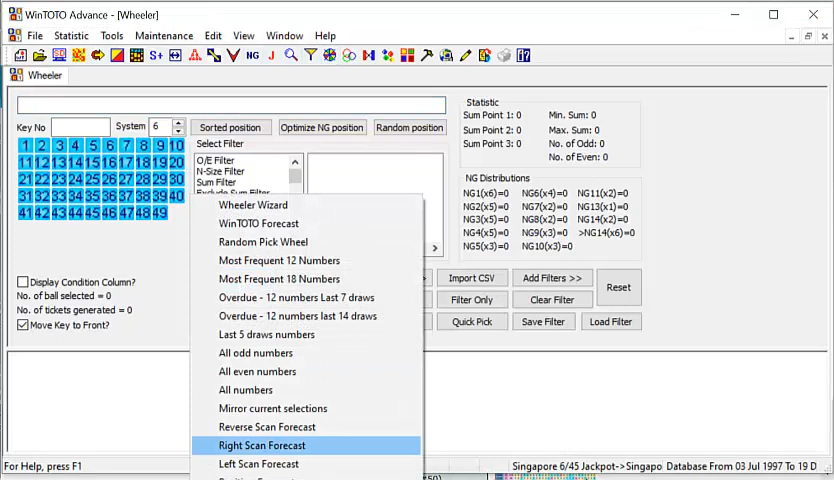 WinTOTO Advance - [Wheeler]
File Statistic Tools Maintenance Edit View Window Help
S+ NG J
Wheeler
Key No System 6 Sorted position Optimize NG position Random position
1 2 3 4 5 6 7 8 9 10
11 12 13 14 15 16 17 18 19 20
21 22 23 24 25 26 27 28 29 30
31 32 33 34 35 36 37 38 39 40
41 42 43 44 45 46 47 48 49
Select Filter
O/E Filter
N-Size Filter
Sum Filter
Exclude Sum Filter
Statistic
Sum Point 1: 0 Min. Sum: 0
Sum Point 2: 0 Max. Sum: 0
Sum Point 3: 0 No. of Odd: 0
No. of Even: 0
NG Distributions
NG1(x6)=0 NG6(x4)=0 NG11(x2)=0
NG2(x5)=0 NG7(x2)=0 NG12(x2)=0
NG3(x5)=0 NG8(x2)=0 NG13(x1)=0
NG4(x5)=0 NG9(x3)=0 NG14(x2)=0
NG5(x3)=0 NG10(x3)=0 >NG14(x6)=0
Display Condition Column?
No. of ball selected = 0
No. of tickets generated = 0
Move Key to Front?
Wheeler Wizard
WinTOTO Forecast
Random Pick Wheel
Most Frequent 12 Numbers
Most Frequent 18 Numbers
Overdue - 12 numbers Last 7 draws
Overdue - 12 numbers last 14 draws
Last 5 draws numbers
All odd numbers
All even numbers
All numbers
Mirror current selections
Reverse Scan Forecast
Right Scan Forecast
Left Scan Forecast
Import CSV Add Filters >> Reset
Filter Only Clear Filter
Quick Pick Save Filter Load Filter
For Help, press F1 Singapore 6/45 Jackpot->Singapo Database From 03 Jul 1997 to 19 D